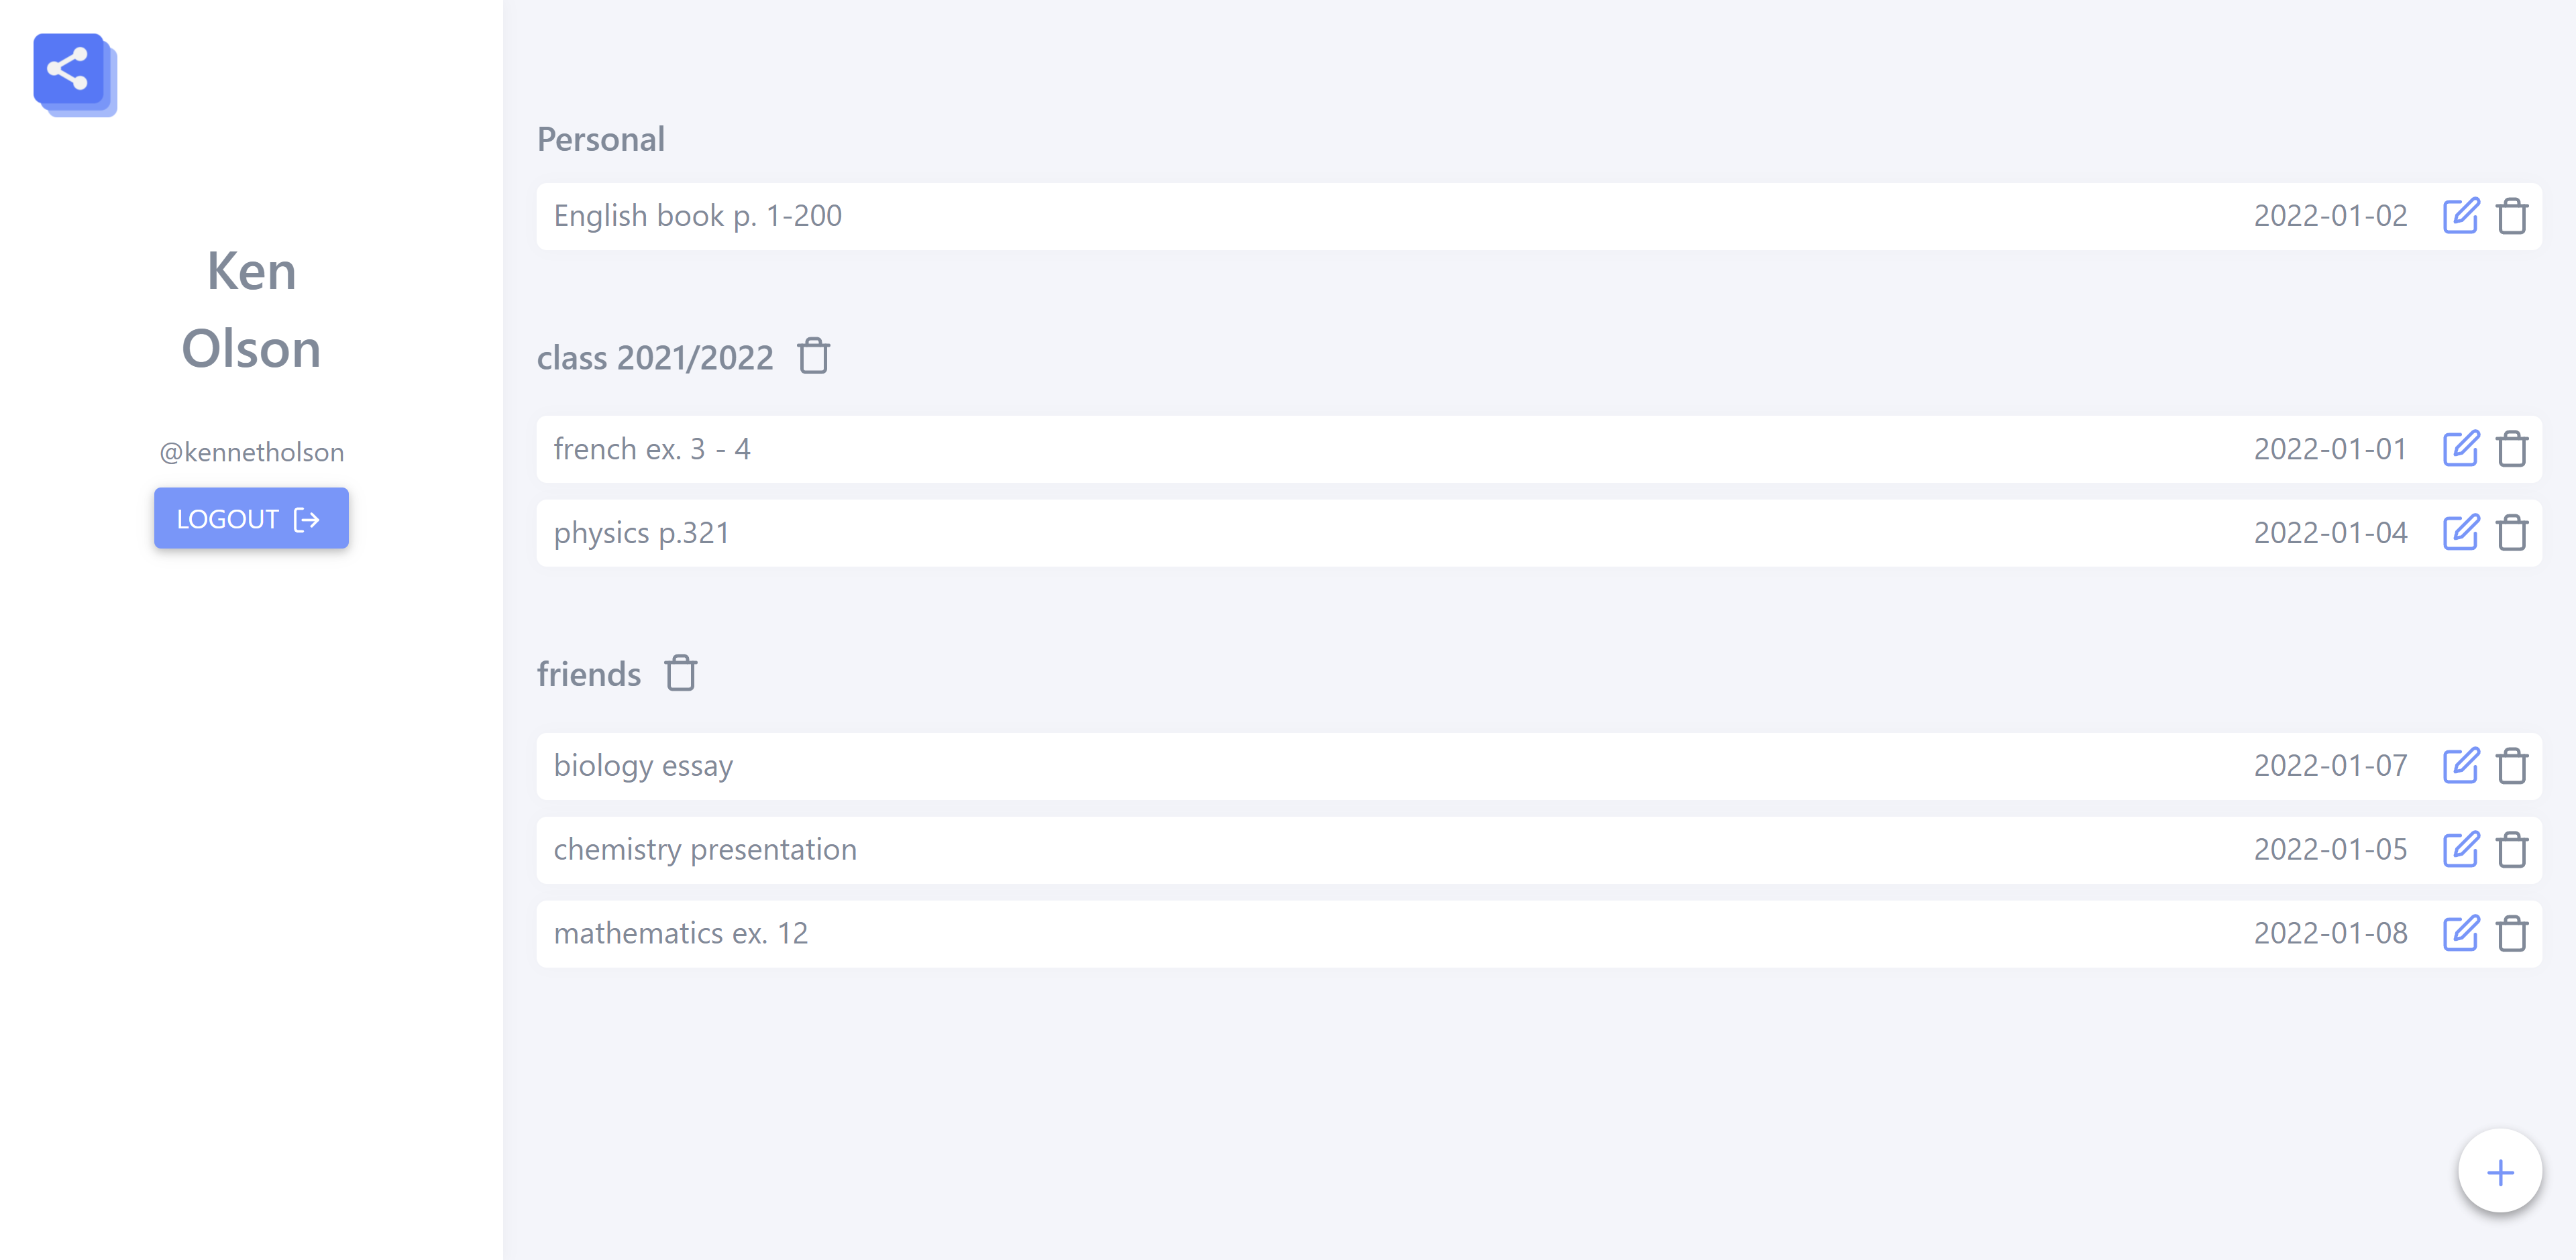 Ken
Olson
@kennetholson
LOGOUT
Personal
English book p. 1-200 2022-01-02
class 2021/2022
french ex. 3 - 4 2022-01-01
physics p.321 2022-01-04
friends
biology essay 2022-01-07
chemistry presentation 2022-01-05
mathematics ex. 12 2022-01-08